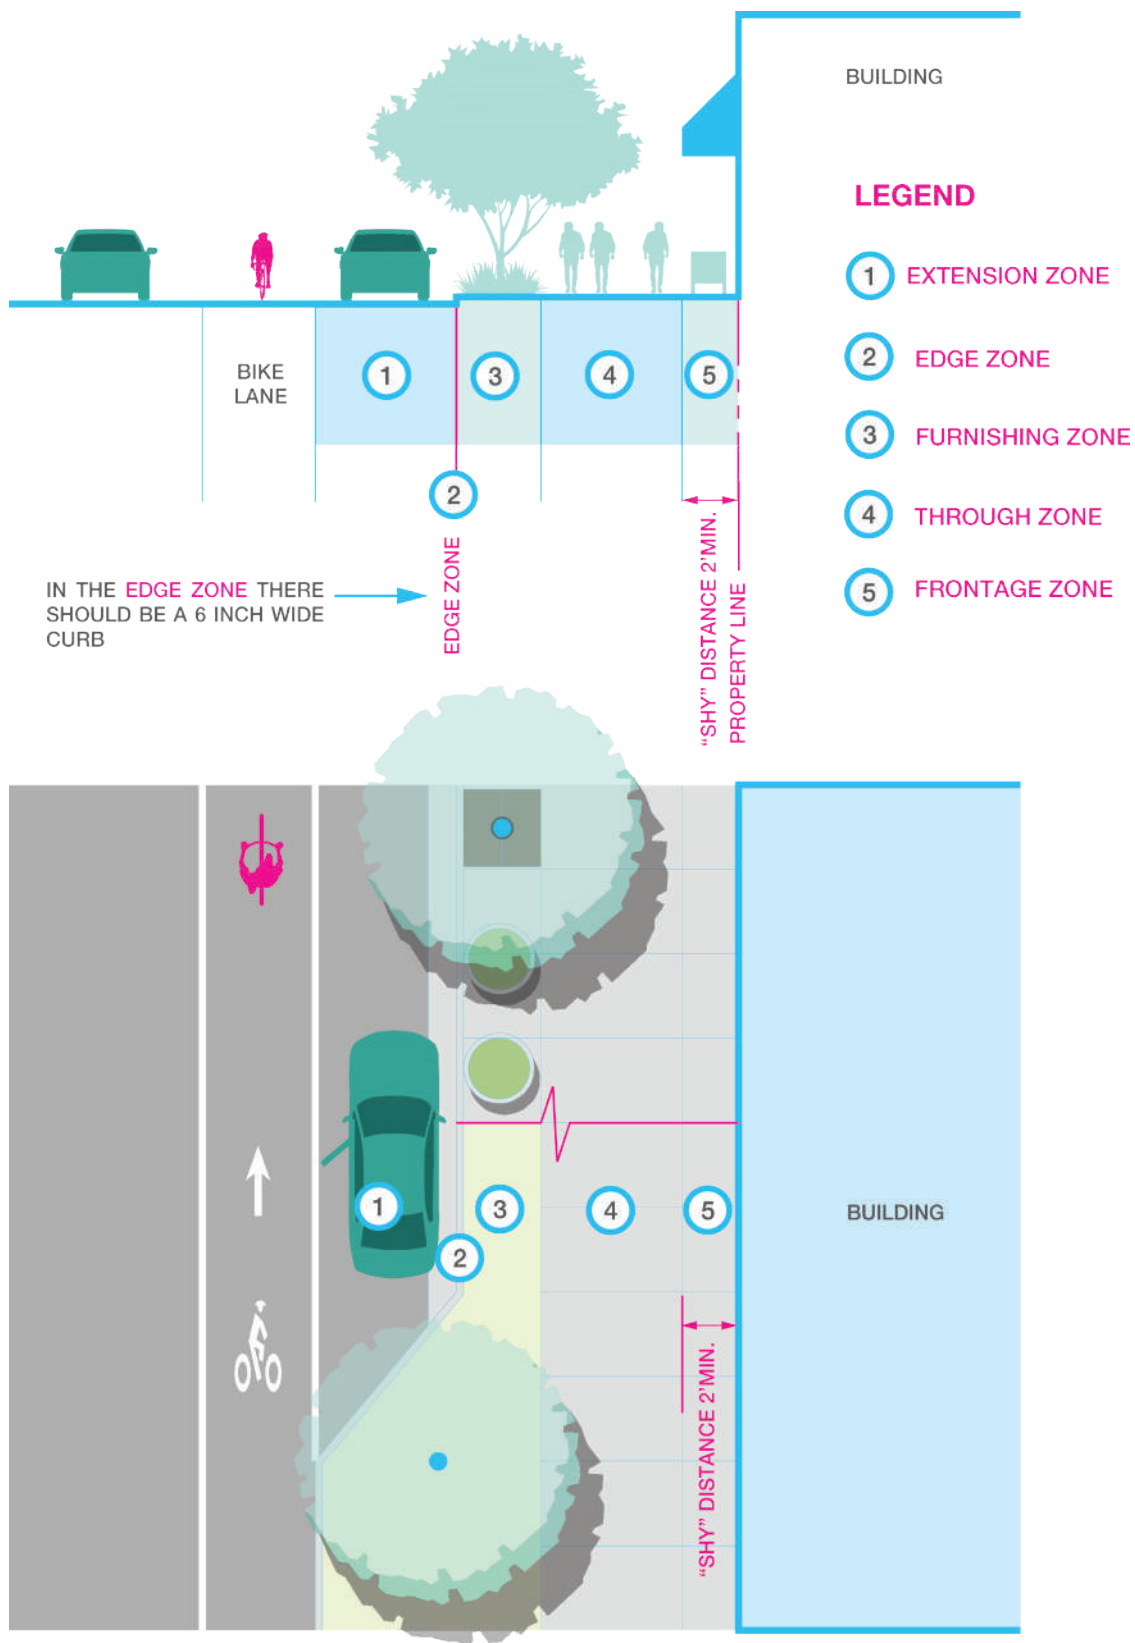 BUILDING
LEGEND
1 EXTENSION ZONE
2 EDGE ZONE
3 FURNISHING ZONE
4 THROUGH ZONE
5 FRONTAGE ZONE
BIKE
LANE
1
3
4
5
2
EDGE ZONE
"SHY" DISTANCE 2'MIN.
PROPERTY LINE
IN THE EDGE ZONE THERE
SHOULD BE A 6 INCH WIDE
CURB
1
3
4
5
2
BUILDING
"SHY" DISTANCE 2'MIN.